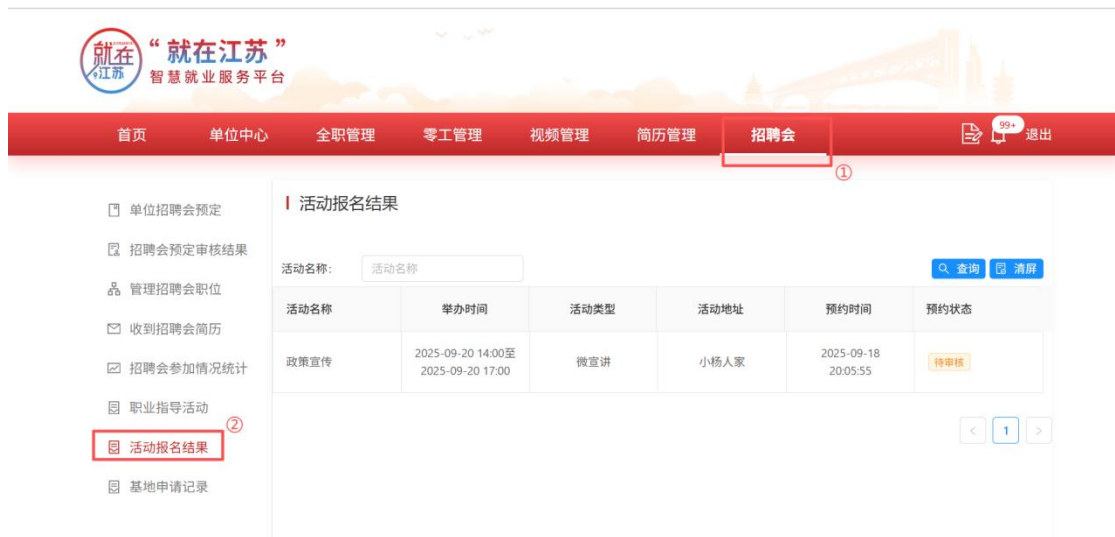 就在
江苏
“就在江苏”
智慧就业服务平台
首页 单位中心 全职管理 零工管理 视频管理 简历管理 招聘会 99+ 退出
①
单位招聘会预定
招聘会预定审核结果
管理招聘会职位
收到招聘会简历
招聘会参加情况统计
职业指导活动
②
活动报名结果
基地申请记录
活动报名结果
活动名称: 活动名称 查询 清屏
活动名称 举办时间 活动类型 活动地址 预约时间 预约状态
政策宣传 2025-09-20 14:00至 2025-09-20 17:00 微宣讲 小杨人家 2025-09-18 20:05:55 待审核
< 1 >